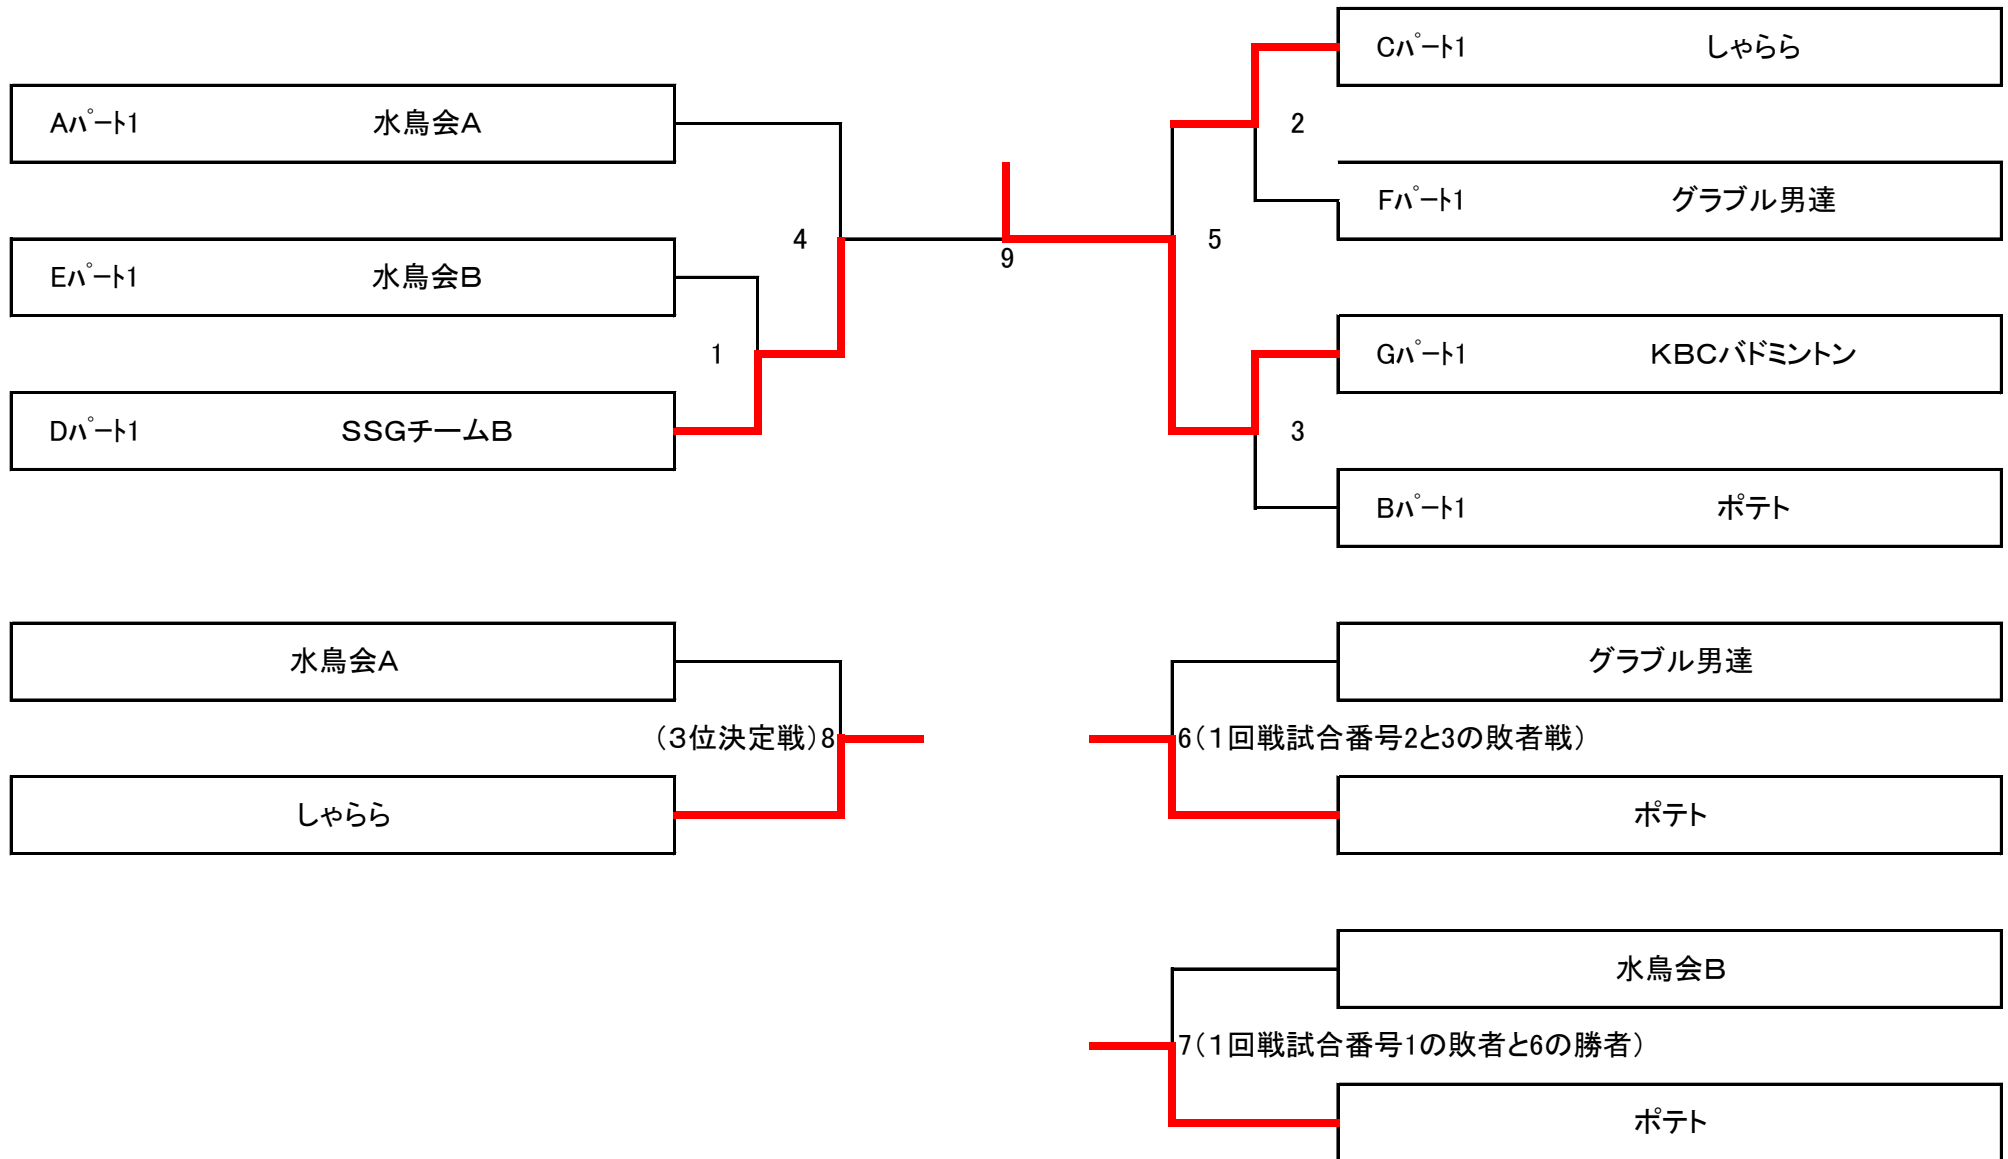 Cﾊﾟｰﾄ1 しゃらら
Aﾊﾟｰﾄ1 水鳥会A
2
Fﾊﾟｰﾄ1 グラブル男達
4
5
9
Eﾊﾟｰﾄ1 水鳥会B
1
Gﾊﾟｰﾄ1 KBCバドミントン
Dﾊﾟｰﾄ1 SSGチームB
3
Bﾊﾟｰﾄ1 ポテト
水鳥会A
グラブル男達
(3位決定戦)8
6(1回戦試合番号2と3の敗者戦)
しゃらら
ポテト
水鳥会B
7(1回戦試合番号1の敗者と6の勝者)
ポテト